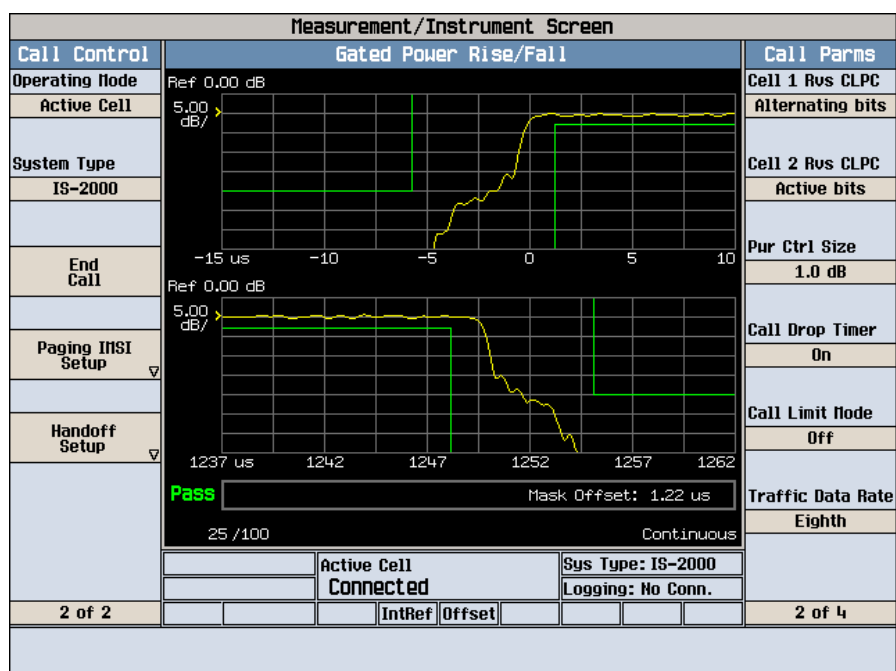 Measurement/Instrument Screen
Call Control
Gated Power Rise/Fall
Call Parms
Operating Mode
Active Cell
System Type
IS-2000
End
Call
Paging IMSI
Setup
Handoff
Setup
2 of 2
Ref 0.00 dB
5.00
dB/
-15 us -10 -5 0 5 10
Ref 0.00 dB
5.00
dB/
1237 us 1242 1247 1252 1257 1262
Pass
Mask Offset: 1.22 us
25/100
Continuous
Active Cell
Connected
Sys Type: IS-2000
Logging: No Conn.
IntRef Offset
Cell 1 Rvs CLPC
Alternating bits
Cell 2 Rvs CLPC
Active bits
Pwr Ctrl Size
1.0 dB
Call Drop Timer
On
Call Limit Mode
Off
Traffic Data Rate
Eighth
2 of 4